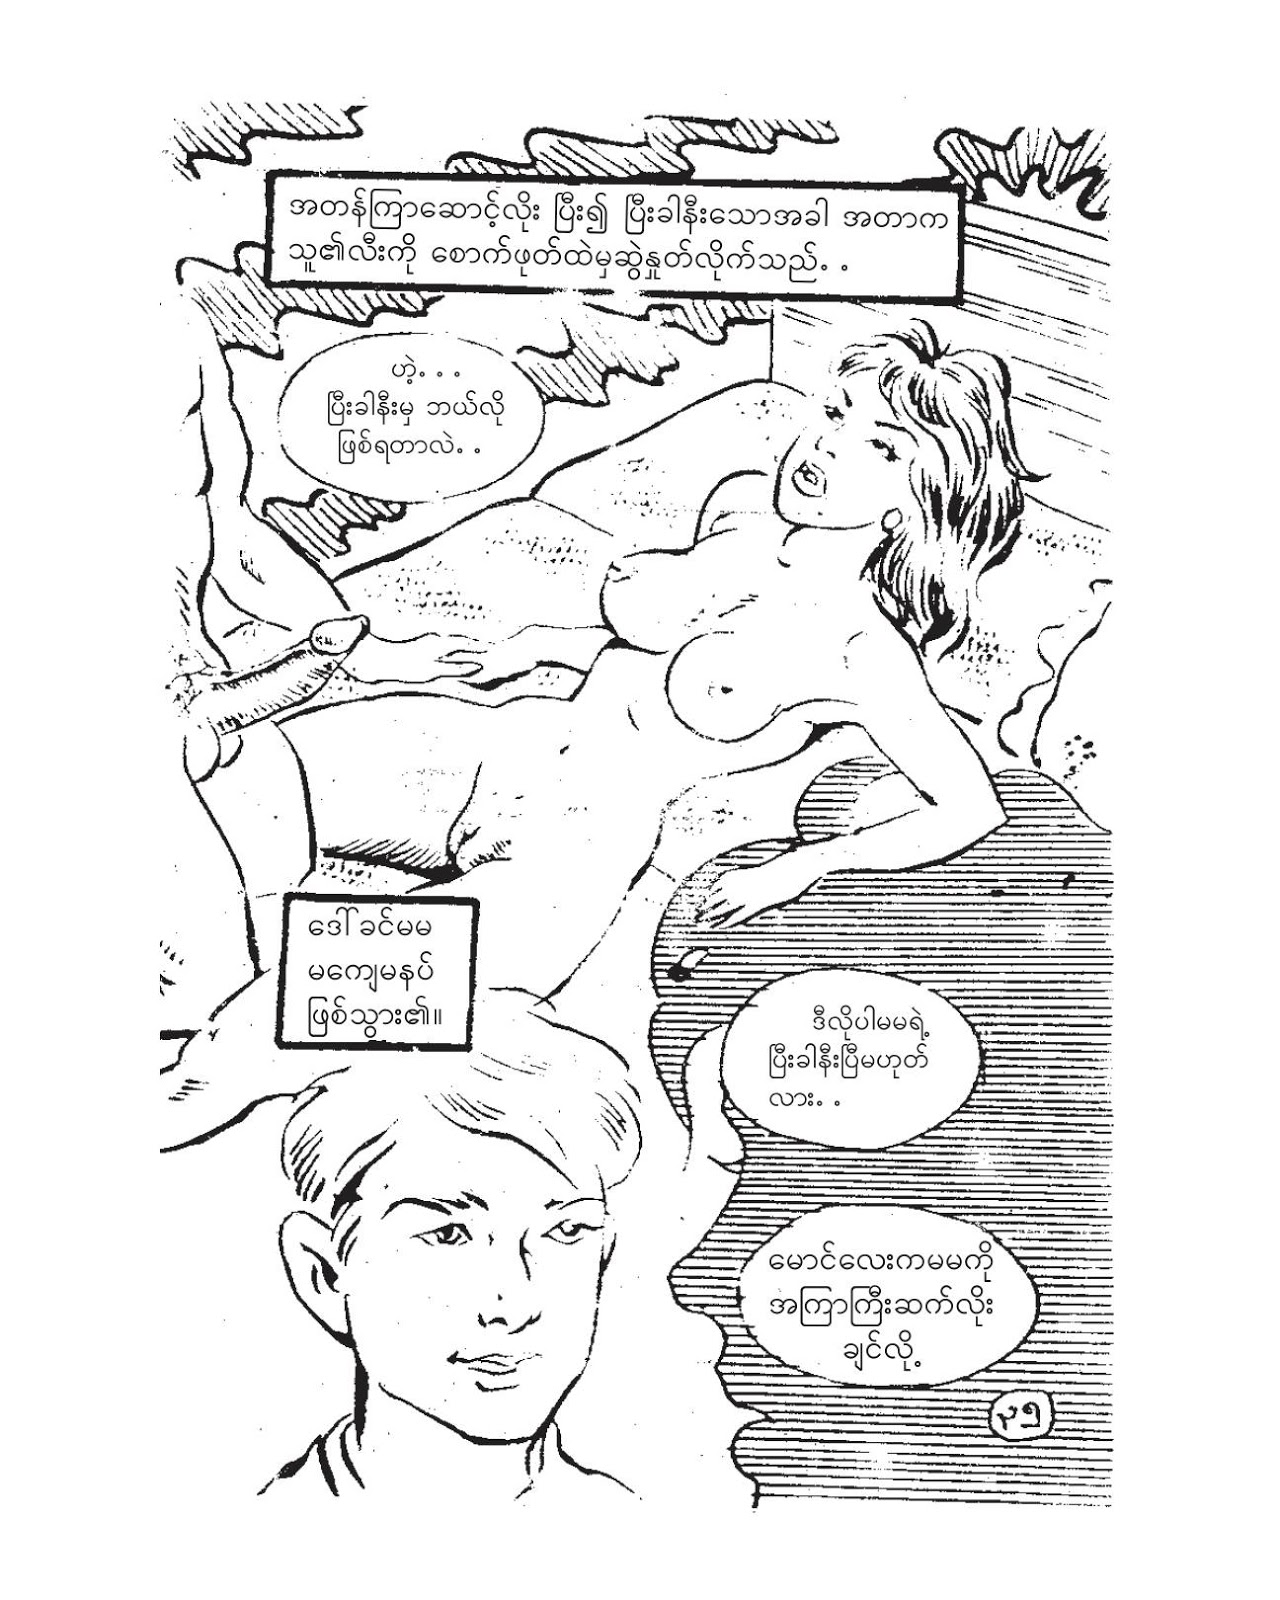 အတန်ကြာဆောင့်လိုး ပြီး၍ ပြီးခါနီးသောအခါ အတာက
သူ၏လီးကို စောက်ဖုတ်ထဲမှဆွဲနှုတ်လိုက်သည်. .
ဟဲ့. . .
ပြီးခါနီးမှ ဘယ်လို
ဖြစ်ရတာလဲ. .
ဒေါ်ခင်မမ
မကျေမနပ်
ဖြစ်သွား၏။
ဒီလိုပါမမရဲ့
ပြီးခါနီးပြီမဟုတ်
လား. .
မောင်လေးကမမကို
အကြာကြီးဆက်လိုး
ချင်လို့
၂၅